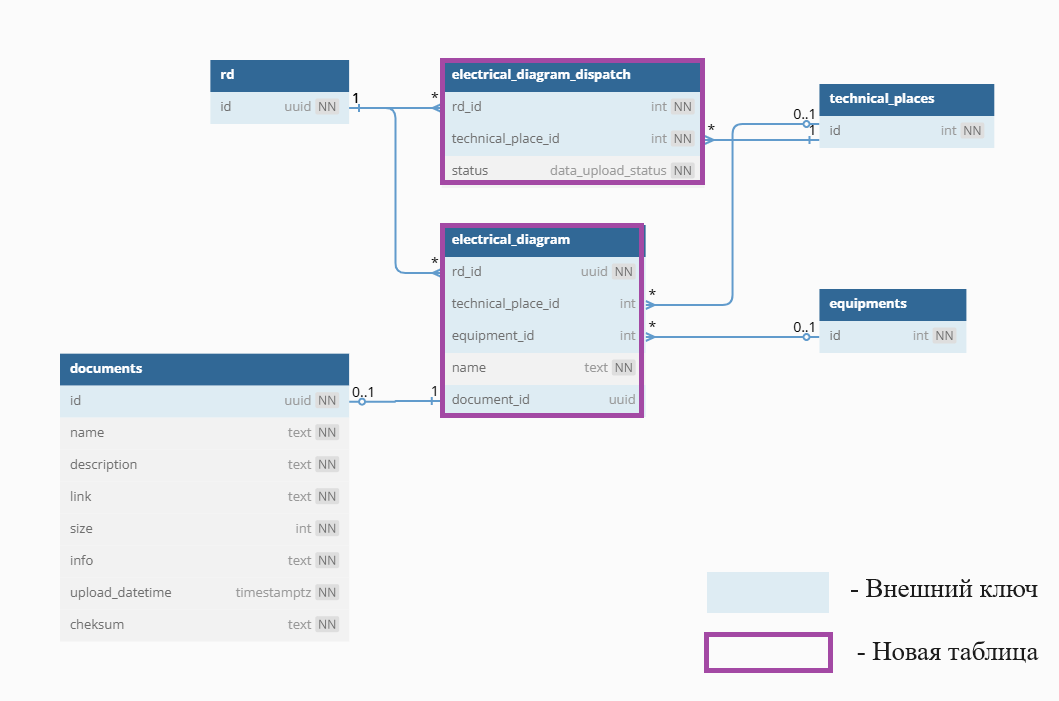 rd
id uuid NN
1
*
electrical_diagram_dispatch
rd_id int NN
technical_place_id int NN
status data_upload_status NN
*
0..1
1
technical_places
id int NN
*
electrical_diagram
rd_id uuid NN
technical_place_id int
equipment_id int
name text NN
document_id uuid
*
*
0..1
equipments
id int NN
0..1
1
documents
id uuid NN
name text NN
description text NN
link text NN
size int NN
info text NN
upload_datetime timestamptz NN
cheksum text NN
- Внешний ключ
- Новая таблица